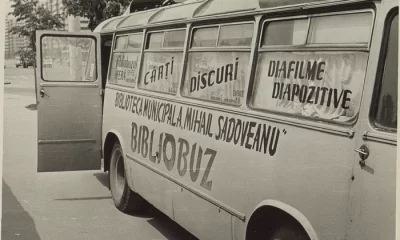 CĂRȚI
DISCURI
DIAFILME
DIAPOZITIVE
BIBLIOTECA MUNICIPALĂ „MIHAIL SADOVEANU"
BIBLIOBUZ